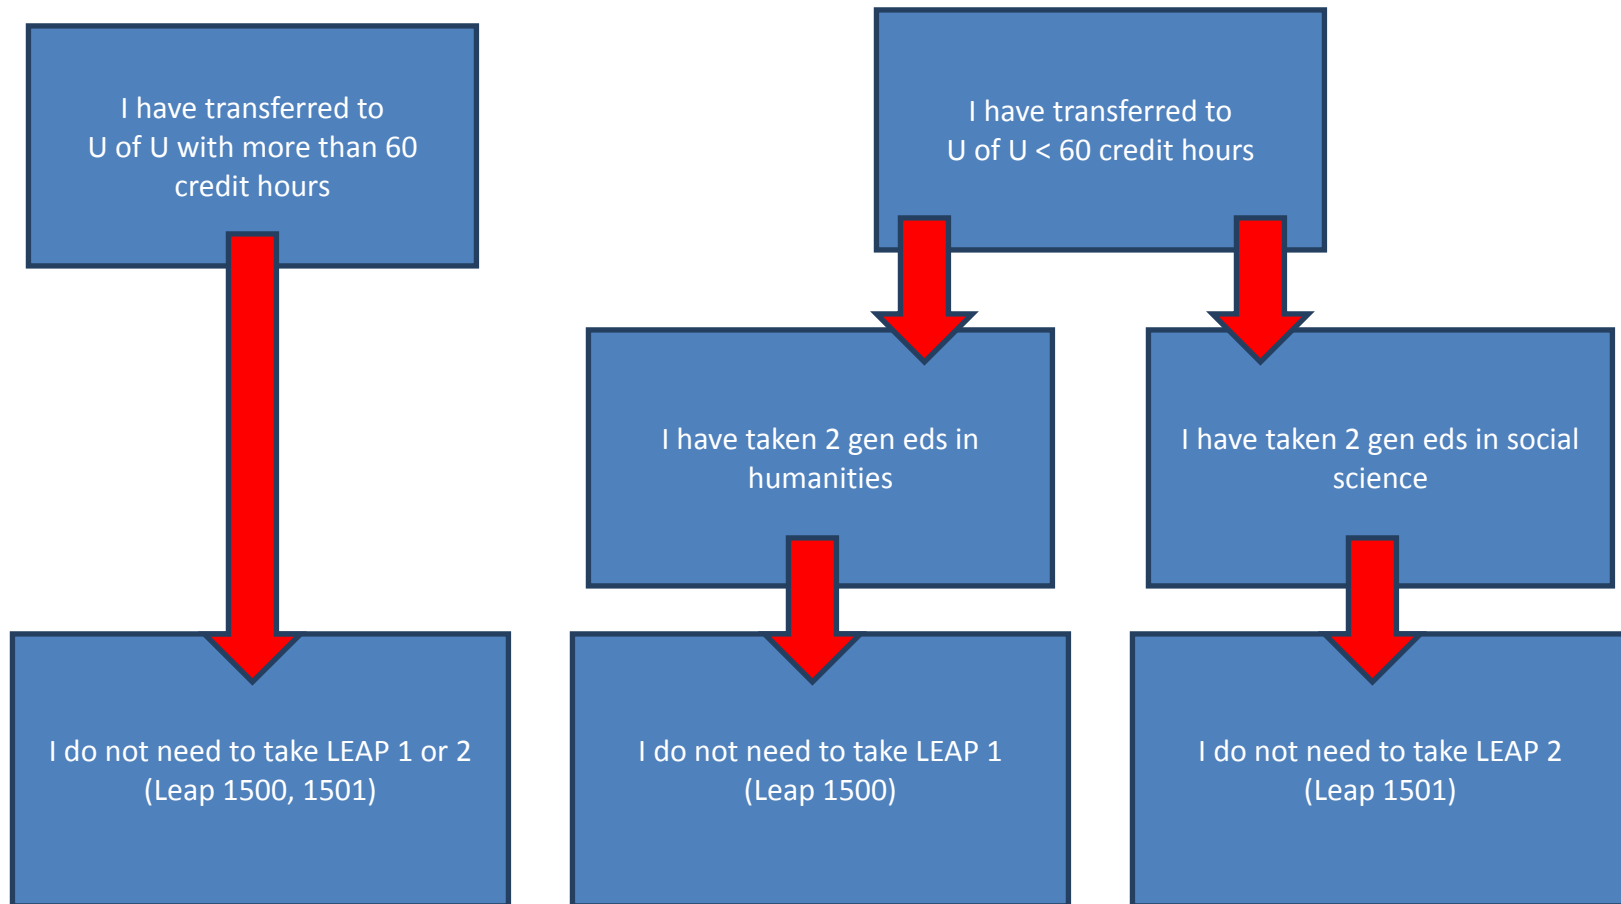 I have transferred to
U of U with more than 60
credit hours
I have transferred to
U of U < 60 credit hours
I have taken 2 gen eds in
humanities
I have taken 2 gen eds in social
science
I do not need to take LEAP 1 or 2
(Leap 1500, 1501)
I do not need to take LEAP 1
(Leap 1500)
I do not need to take LEAP 2
(Leap 1501)